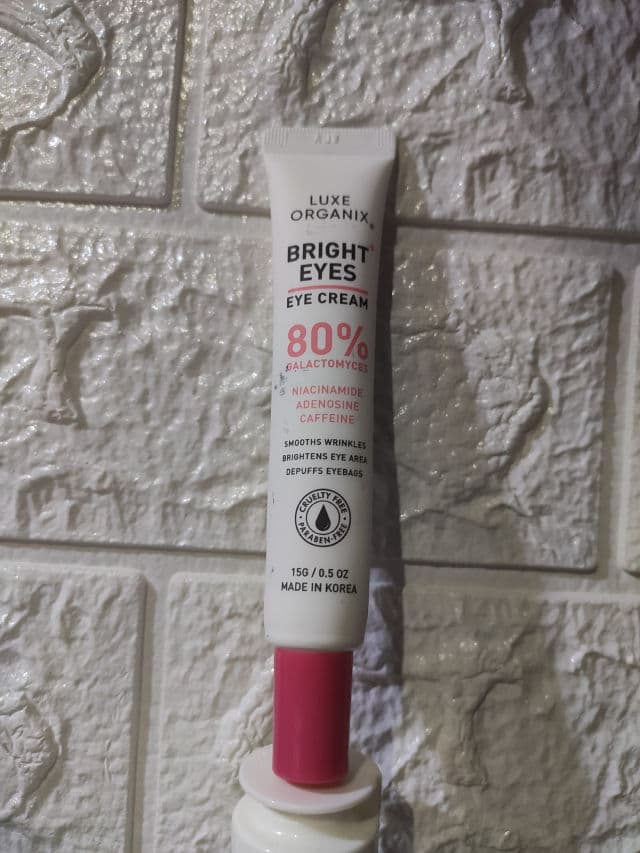 LUXE
ORGANIX®
BRIGHT+
EYES
EYE CREAM
80%
GALACTOMYCES
NIACINAMIDE
ADENOSINE
CAFFEINE
SMOOTHS WRINKLES
BRIGHTENS EYE AREA
DEPUFFS EYEBAGS
CRUELTY FREE • PARABEN-FREE •
15G / 0.5 OZ
MADE IN KOREA